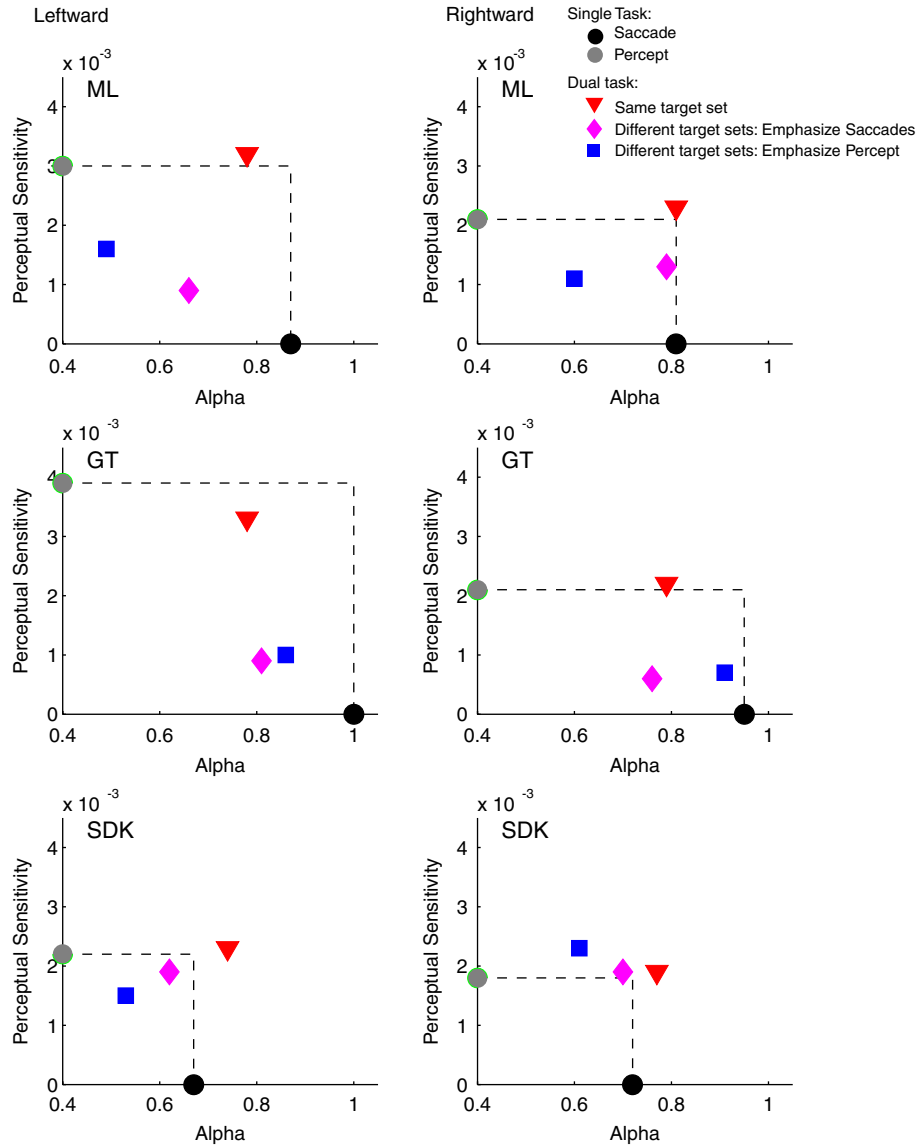 Leftward
Rightward
Single Task:
Saccade
Percept
Dual task:
Same target set
Different target sets: Emphasize Saccades
Different target sets: Emphasize Percept
x 10 -3
ML
4
3
2
1
0
0.4 0.6 0.8 1
Perceptual Sensitivity
Alpha
x 10 -3
ML
4
3
2
1
0
0.4 0.6 0.8 1
Perceptual Sensitivity
Alpha
x 10 -3
GT
4
3
2
1
0
0.4 0.6 0.8 1
Perceptual Sensitivity
Alpha
x 10 -3
GT
4
3
2
1
0
0.4 0.6 0.8 1
Perceptual Sensitivity
Alpha
x 10 -3
SDK
4
3
2
1
0
0.4 0.6 0.8 1
Perceptual Sensitivity
Alpha
x 10 -3
SDK
4
3
2
1
0
0.4 0.6 0.8 1
Perceptual Sensitivity
Alpha